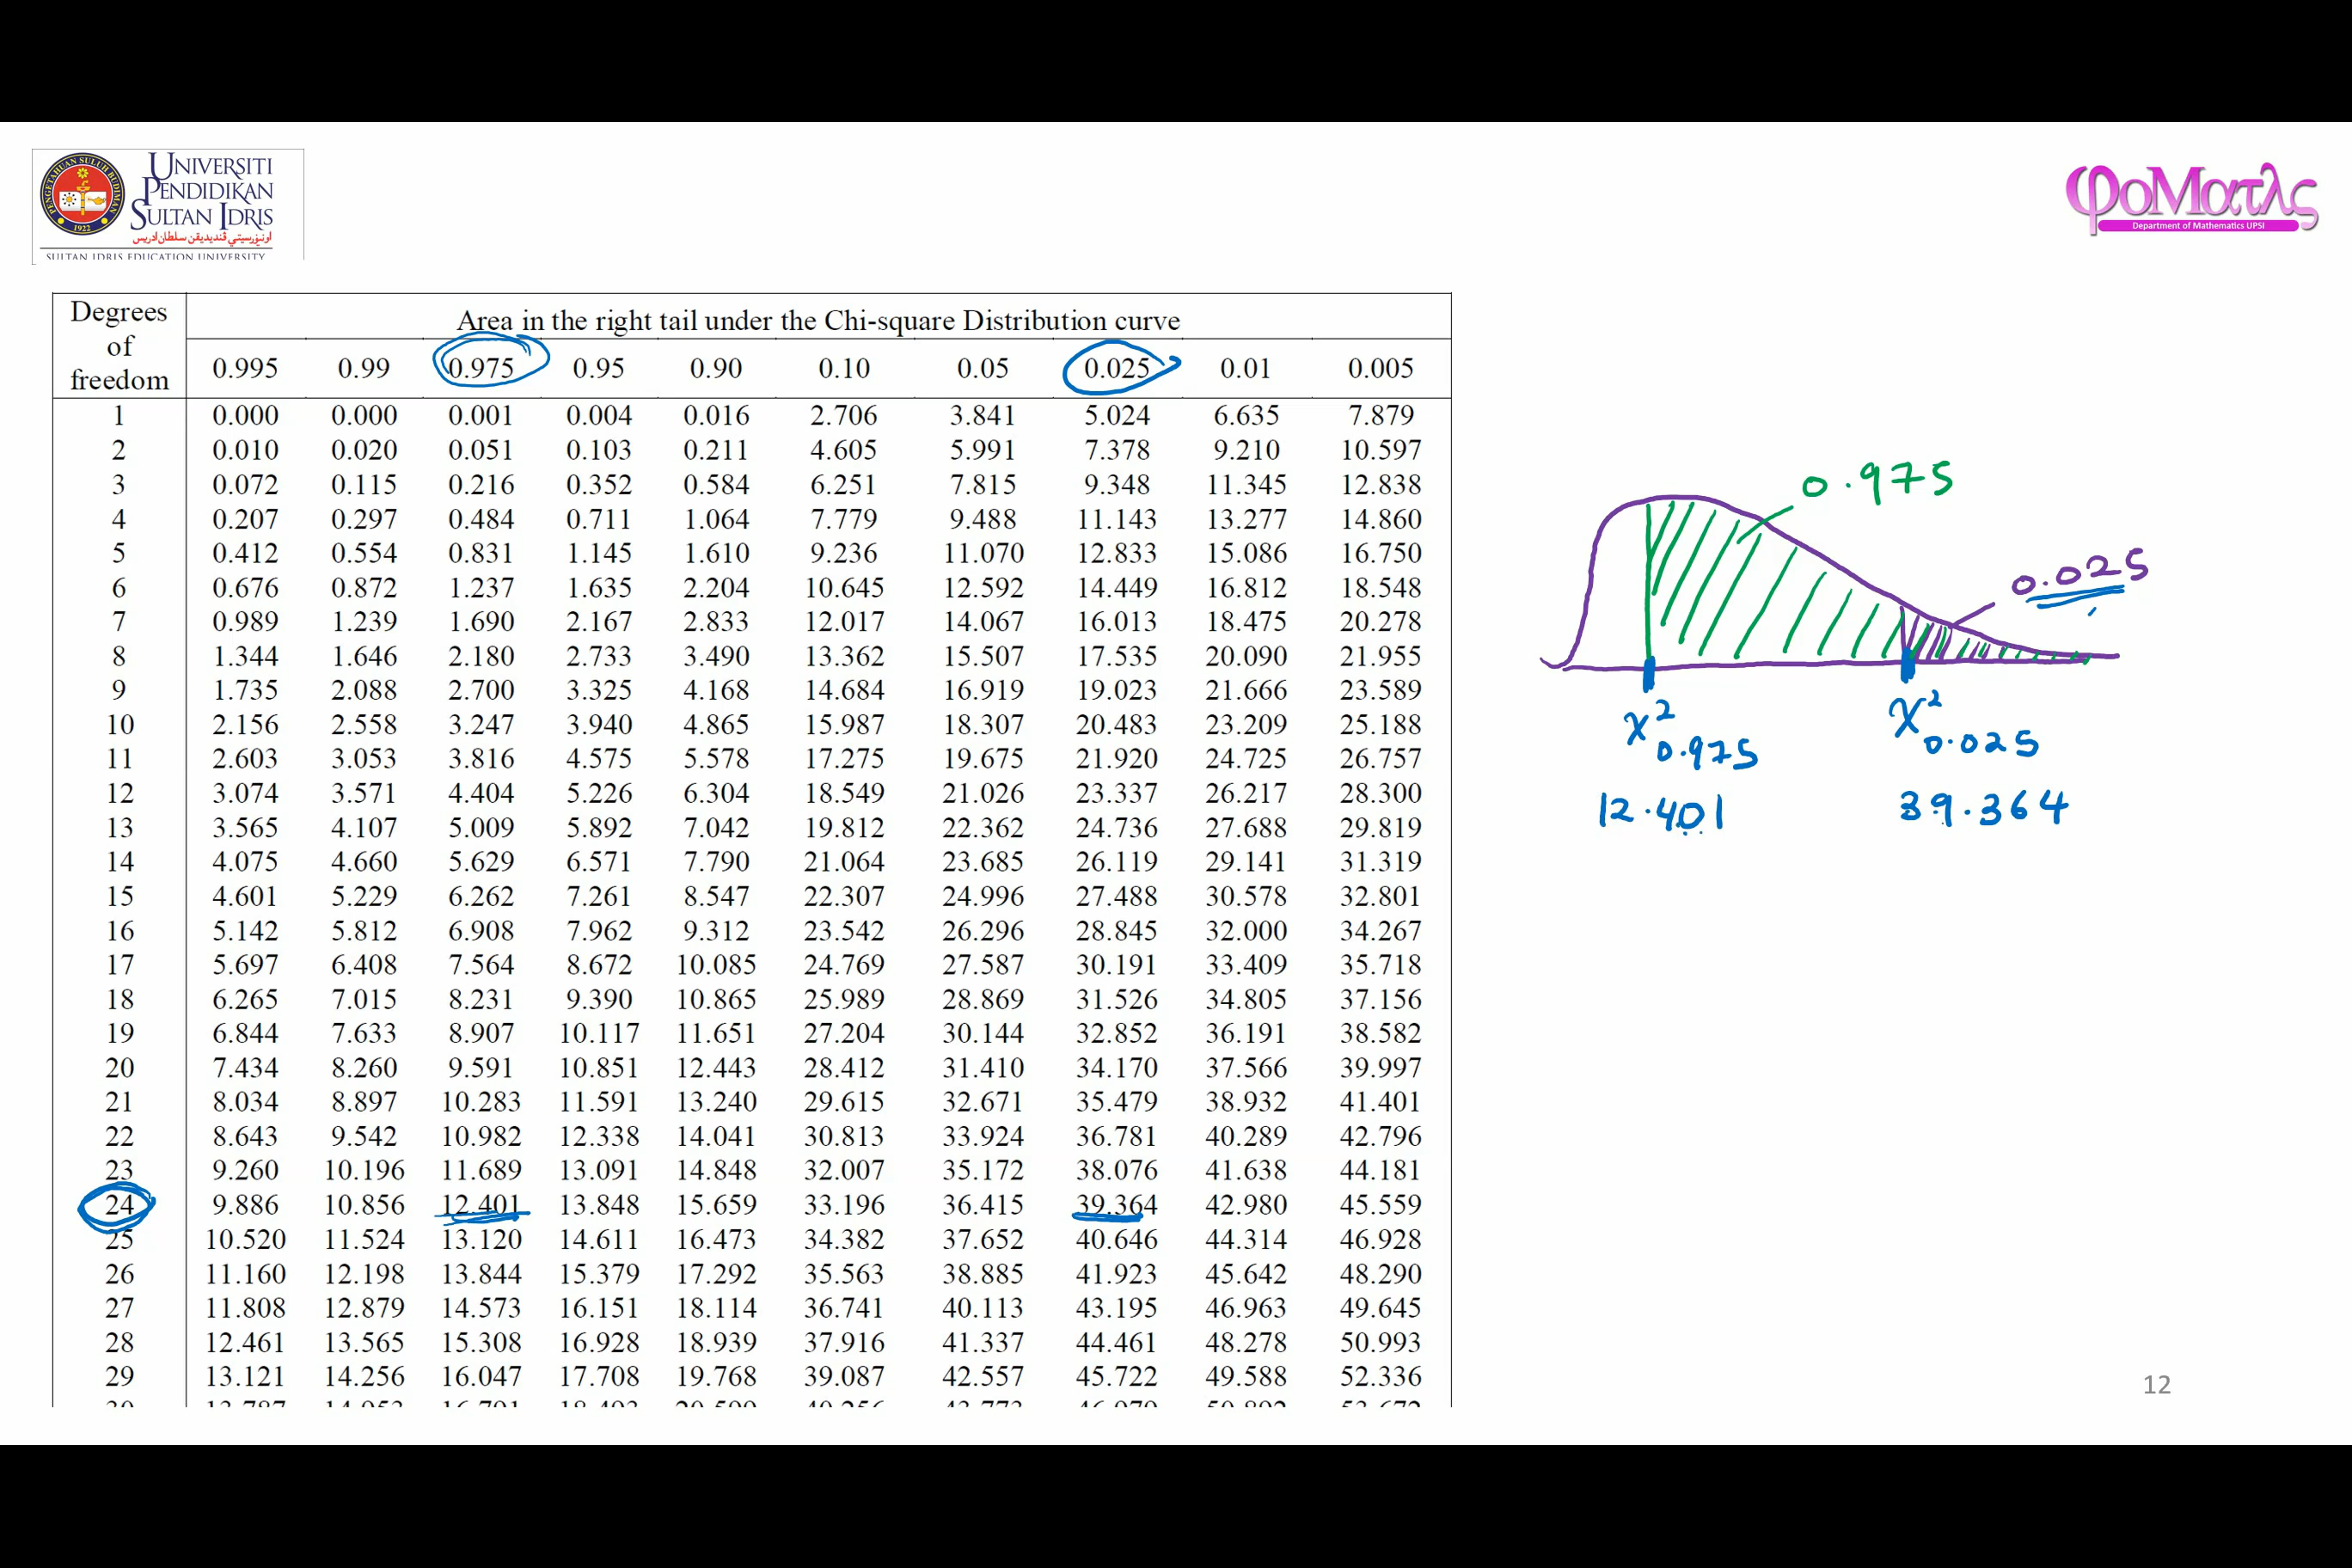 UNIVERSITI
PENDIDIKAN
SULTAN IDRIS
اونيۏرسيتي ڤنديديقن سلطان ادريس
SULTAN IDRIS EDUCATION UNIVERSITY
PENGETAHUAN SULUH BUDIMAN
1922
φοΜατλς
Department of Mathematics UPSI
Degrees of freedom
Area in the right tail under the Chi-square Distribution curve
0.995 0.99 0.975 0.95 0.90 0.10 0.05 0.025 0.01 0.005
1 0.000 0.000 0.001 0.004 0.016 2.706 3.841 5.024 6.635 7.879
2 0.010 0.020 0.051 0.103 0.211 4.605 5.991 7.378 9.210 10.597
3 0.072 0.115 0.216 0.352 0.584 6.251 7.815 9.348 11.345 12.838
4 0.207 0.297 0.484 0.711 1.064 7.779 9.488 11.143 13.277 14.860
5 0.412 0.554 0.831 1.145 1.610 9.236 11.070 12.833 15.086 16.750
6 0.676 0.872 1.237 1.635 2.204 10.645 12.592 14.449 16.812 18.548
7 0.989 1.239 1.690 2.167 2.833 12.017 14.067 16.013 18.475 20.278
8 1.344 1.646 2.180 2.733 3.490 13.362 15.507 17.535 20.090 21.955
9 1.735 2.088 2.700 3.325 4.168 14.684 16.919 19.023 21.666 23.589
10 2.156 2.558 3.247 3.940 4.865 15.987 18.307 20.483 23.209 25.188
11 2.603 3.053 3.816 4.575 5.578 17.275 19.675 21.920 24.725 26.757
12 3.074 3.571 4.404 5.226 6.304 18.549 21.026 23.337 26.217 28.300
13 3.565 4.107 5.009 5.892 7.042 19.812 22.362 24.736 27.688 29.819
14 4.075 4.660 5.629 6.571 7.790 21.064 23.685 26.119 29.141 31.319
15 4.601 5.229 6.262 7.261 8.547 22.307 24.996 27.488 30.578 32.801
16 5.142 5.812 6.908 7.962 9.312 23.542 26.296 28.845 32.000 34.267
17 5.697 6.408 7.564 8.672 10.085 24.769 27.587 30.191 33.409 35.718
18 6.265 7.015 8.231 9.390 10.865 25.989 28.869 31.526 34.805 37.156
19 6.844 7.633 8.907 10.117 11.651 27.204 30.144 32.852 36.191 38.582
20 7.434 8.260 9.591 10.851 12.443 28.412 31.410 34.170 37.566 39.997
21 8.034 8.897 10.283 11.591 13.240 29.615 32.671 35.479 38.932 41.401
22 8.643 9.542 10.982 12.338 14.041 30.813 33.924 36.781 40.289 42.796
23 9.260 10.196 11.689 13.091 14.848 32.007 35.172 38.076 41.638 44.181
24 9.886 10.856 12.401 13.848 15.659 33.196 36.415 39.364 42.980 45.559
25 10.520 11.524 13.120 14.611 16.473 34.382 37.652 40.646 44.314 46.928
26 11.160 12.198 13.844 15.379 17.292 35.563 38.885 41.923 45.642 48.290
27 11.808 12.879 14.573 16.151 18.114 36.741 40.113 43.195 46.963 49.645
28 12.461 13.565 15.308 16.928 18.939 37.916 41.337 44.461 48.278 50.993
29 13.121 14.256 16.047 17.708 19.768 39.087 42.557 45.722 49.588 52.336
0.975
0.025
χ² 0.975
χ² 0.025
12.401
39.364
12